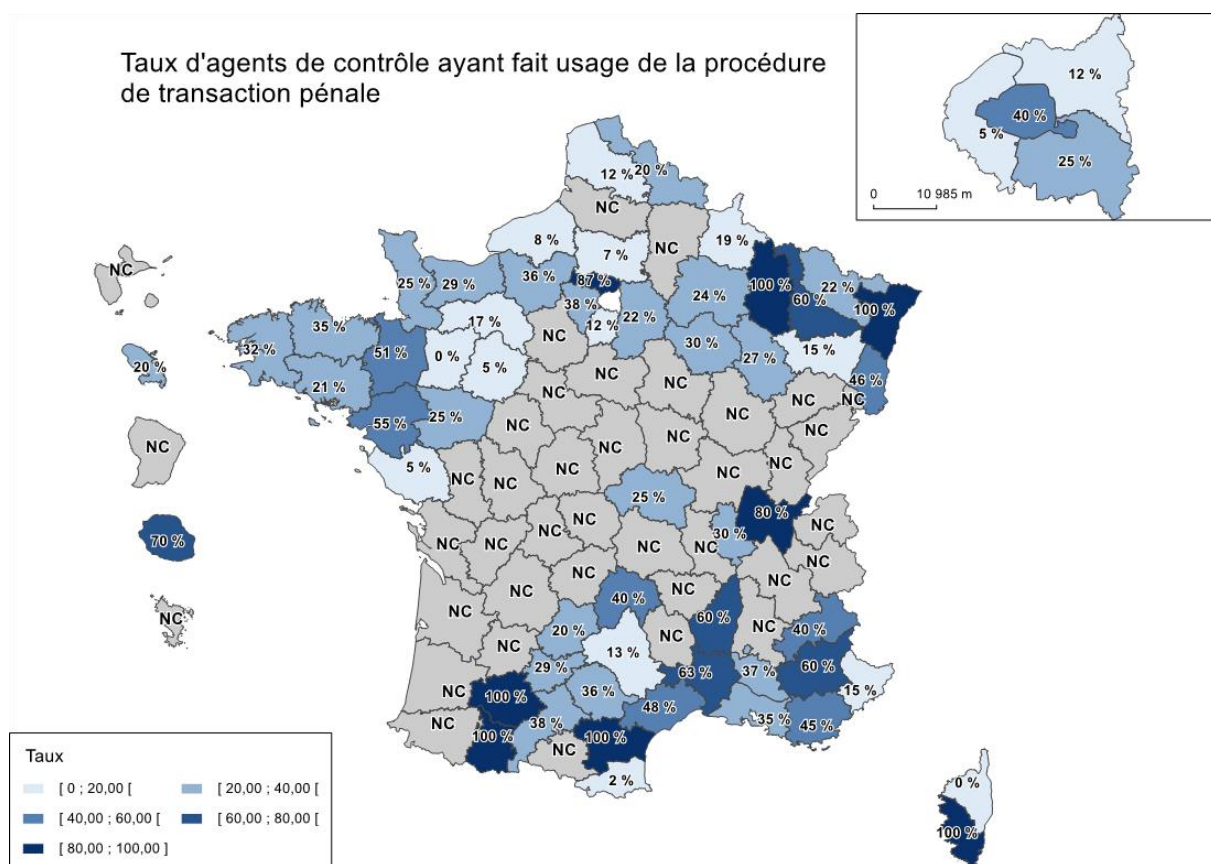 Taux d'agents de contrôle ayant fait usage de la procédure
de transaction pénale
12 %
40 %
5 %
25 %
0 10 985 m
12 %
20 %
NC
8 %
7 %
NC
19 %
NC
25 %
29 %
36 %
87 %
100 %
60 %
22 %
100 %
24 %
38 %
22 %
12 %
17 %
35 %
32 %
51 %
0 %
5 %
NC
30 %
27 %
15 %
46 %
20 %
21 %
NC
NC
NC
NC
NC
55 %
25 %
NC
NC
NC
NC
NC
NC
NC
5 %
NC
NC
NC
25 %
80 %
NC
70 %
30 %
NC
NC
NC
NC
NC
NC
NC
NC
NC
NC
NC
NC
NC
40 %
60 %
NC
40 %
NC
20 %
13 %
NC
63 %
37 %
60 %
15 %
NC
29 %
100 %
36 %
48 %
35 %
45 %
NC
38 %
100 %
NC
100 %
2 %
0 %
100 %
Taux
[ 0 ; 20,00 [
[ 20,00 ; 40,00 [
[ 40,00 ; 60,00 [
[ 60,00 ; 80,00 [
[ 80,00 ; 100,00 ]